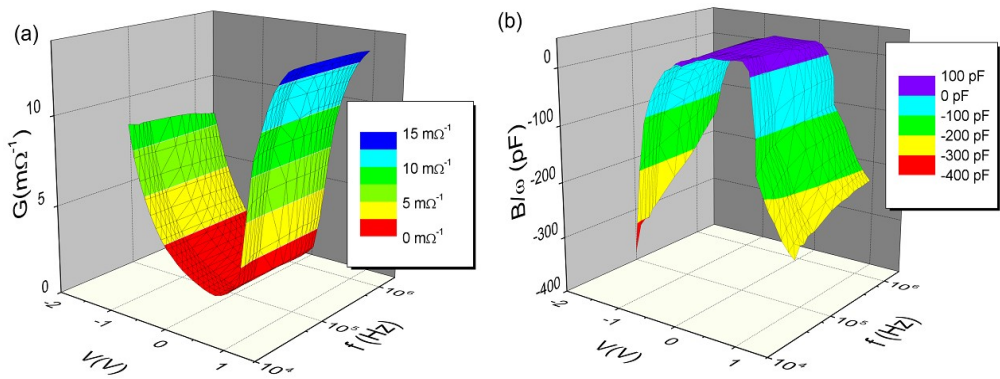 (a)
G(mΩ⁻¹)
10
5
0
-2
-1
0
1
V(V)
10⁴
10⁵
10⁶
f (Hz)
15 mΩ⁻¹
10 mΩ⁻¹
5 mΩ⁻¹
0 mΩ⁻¹
(b)
B/ω (pF)
0
-100
-200
-300
-400
-2
-1
0
1
V(V)
10⁴
10⁵
10⁶
f (Hz)
100 pF
0 pF
-100 pF
-200 pF
-300 pF
-400 pF